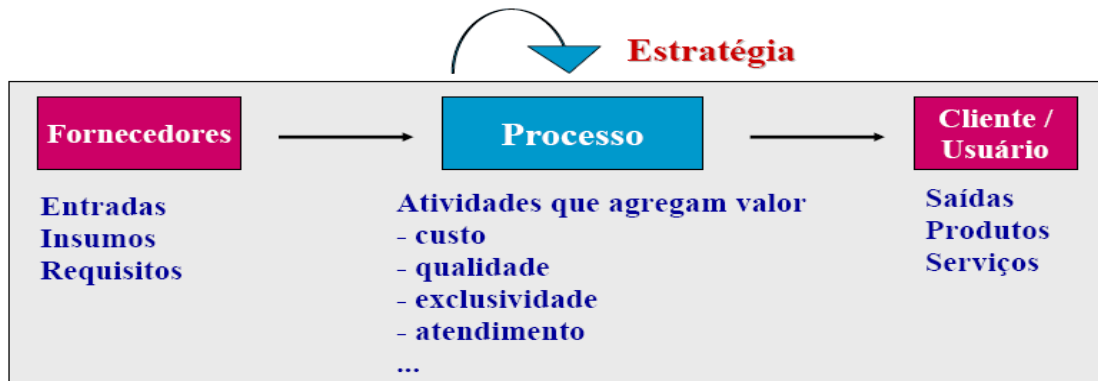 Estratégia
Fornecedores
Entradas
Insumos
Requisitos
Processo
Atividades que agregam valor
- custo
- qualidade
- exclusividade
- atendimento
...
Cliente /
Usuário
Saídas
Produtos
Serviços